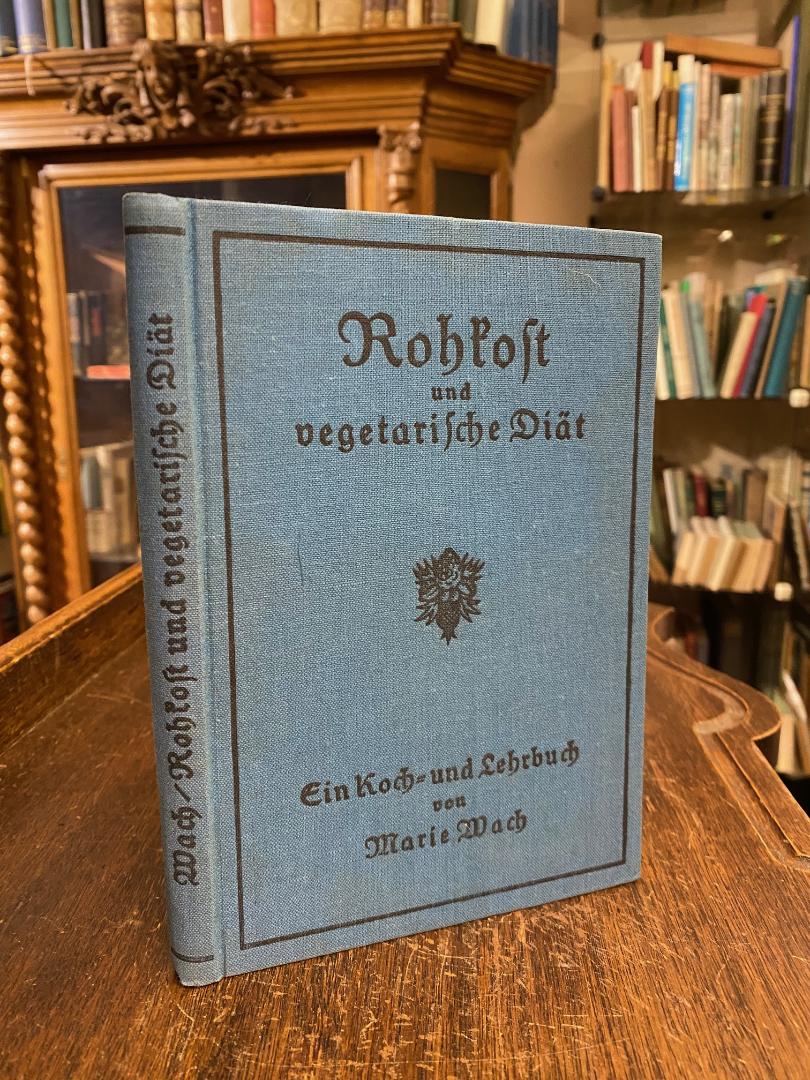 Rohkoſt
und
vegetariſche Diät
Ein Koch- und Lehrbuch
von
Marie Wach
Wach / Rohkoſt und vegetariſche Diät